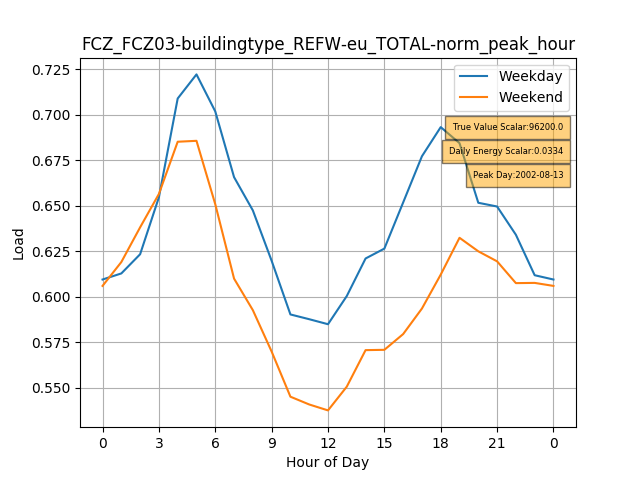 FCZ_FCZ03-buildingtype_REFW-eu_TOTAL-norm_peak_hour
Weekday
Weekend
True Value Scalar:96200.0
Daily Energy Scalar:0.0334
Peak Day:2002-08-13
0.725
0.700
0.675
0.650
0.625
0.600
0.575
0.550
Load
0 3 6 9 12 15 18 21 0
Hour of Day